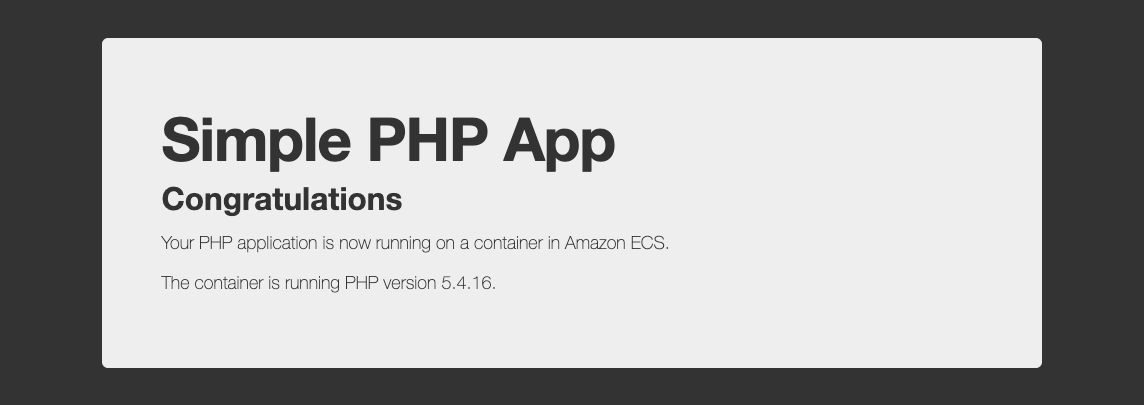 Simple PHP App
Congratulations
Your PHP application is now running on a container in Amazon ECS.
The container is running PHP version 5.4.16.